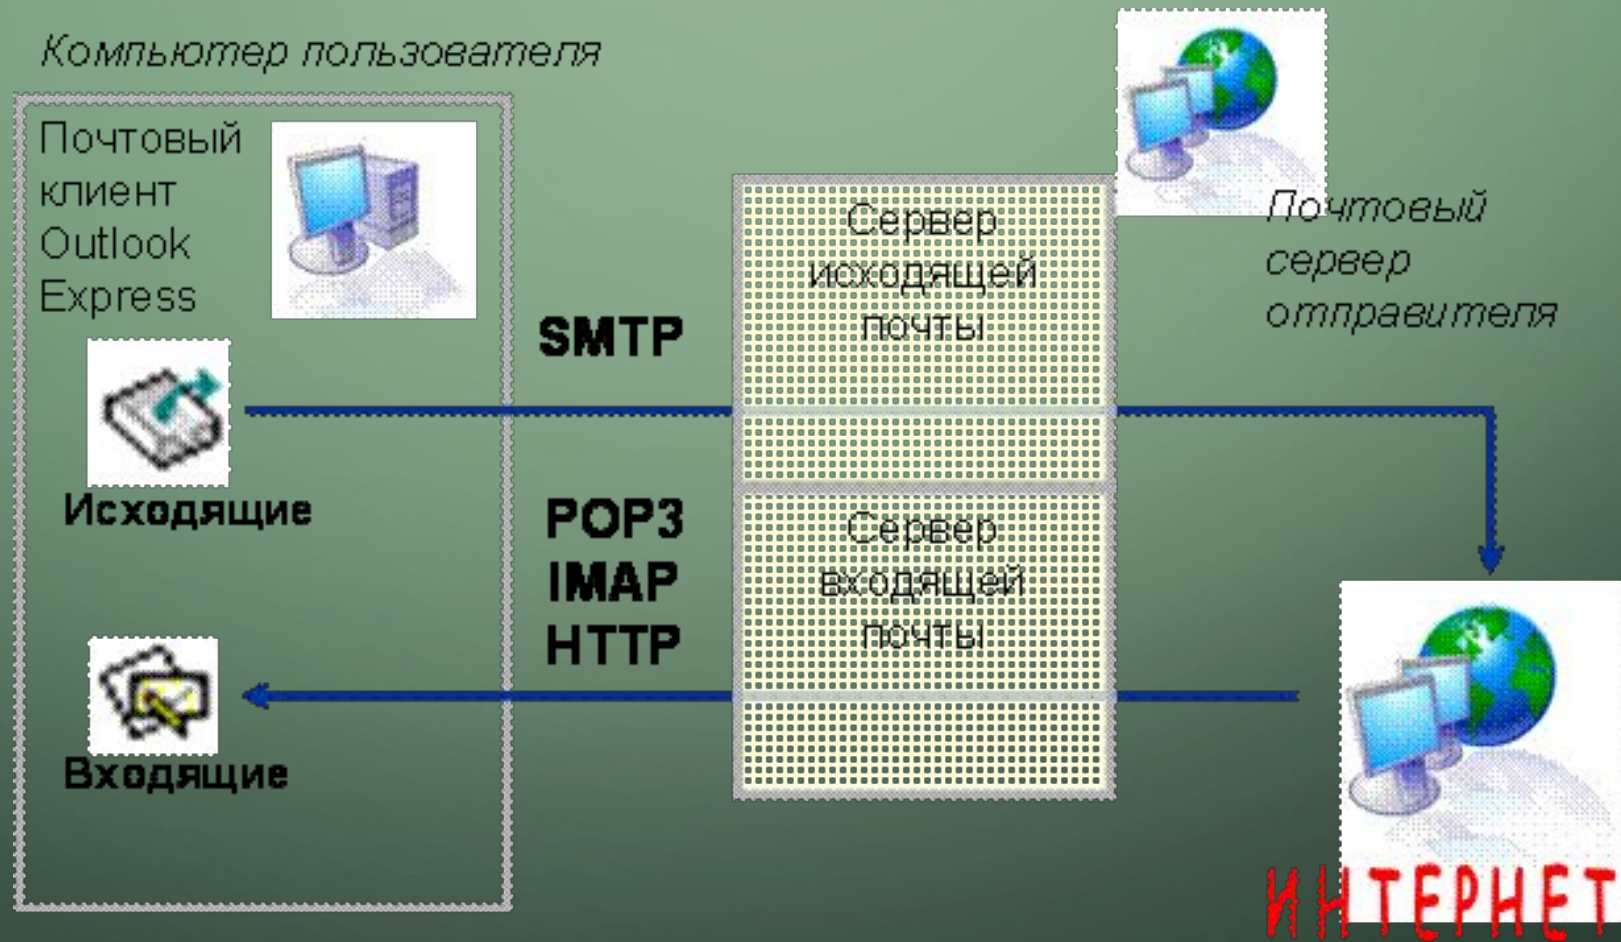 Компьютер пользователя
Почтовый
клиент
Outlook
Express
Исходящие
Входящие
SMTP
POP3
IMAP
HTTP
Сервер
исходящей
почты
Сервер
входящей
почты
Почтовый
сервер
отправителя
ИНТЕРНЕТ